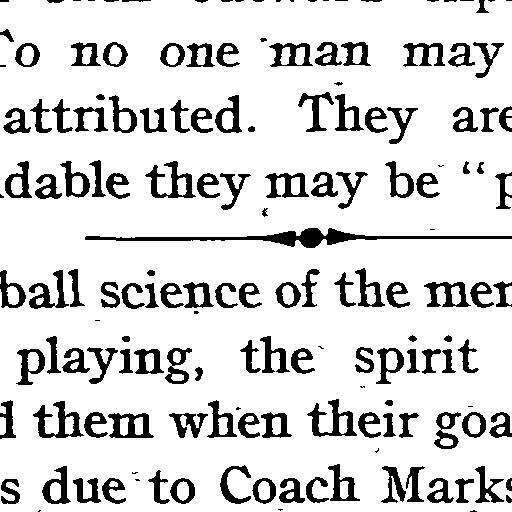 To no one man may
attributed. They are
dable they may be "p
ball science of the men
playing, the spirit
d them when their goa
s due to Coach Marks